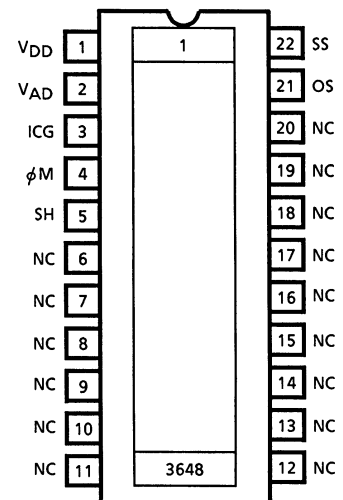 VDD 1 1 22 SS
VAD 2 21 OS
ICG 3 20 NC
ϕM 4 19 NC
SH 5 18 NC
NC 6 17 NC
NC 7 16 NC
NC 8 15 NC
NC 9 14 NC
NC 10 13 NC
NC 11 3648 12 NC